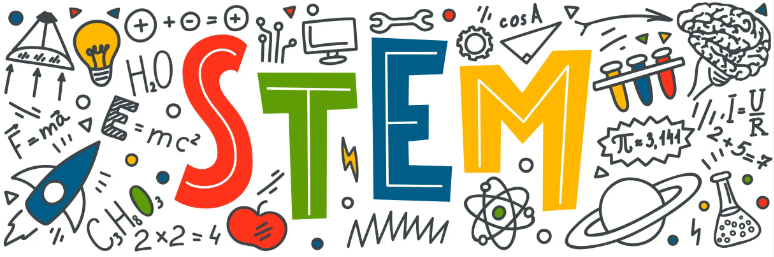 + - = +
cosA
H₂O
STEM
F=ma
E=mc²
I=U/R
π=3,141
2+5=7
C₃H₈O₃
2×2=4